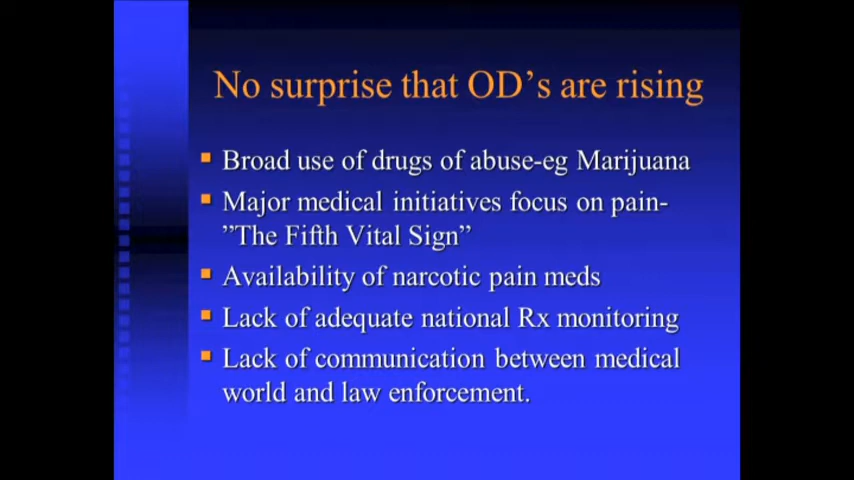 No surprise that OD's are rising
Broad use of drugs of abuse-eg Marijuana
Major medical initiatives focus on pain-
”The Fifth Vital Sign”
Availability of narcotic pain meds
Lack of adequate national Rx monitoring
Lack of communication between medical
world and law enforcement.